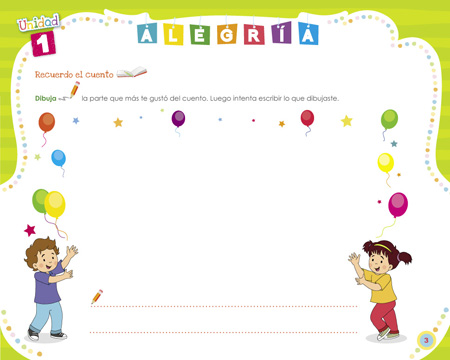 Unidad
1
ALEGRÍA
Recuerdo el cuento
Dibuja la parte que más te gustó del cuento. Luego intenta escribir lo que dibujaste.
3